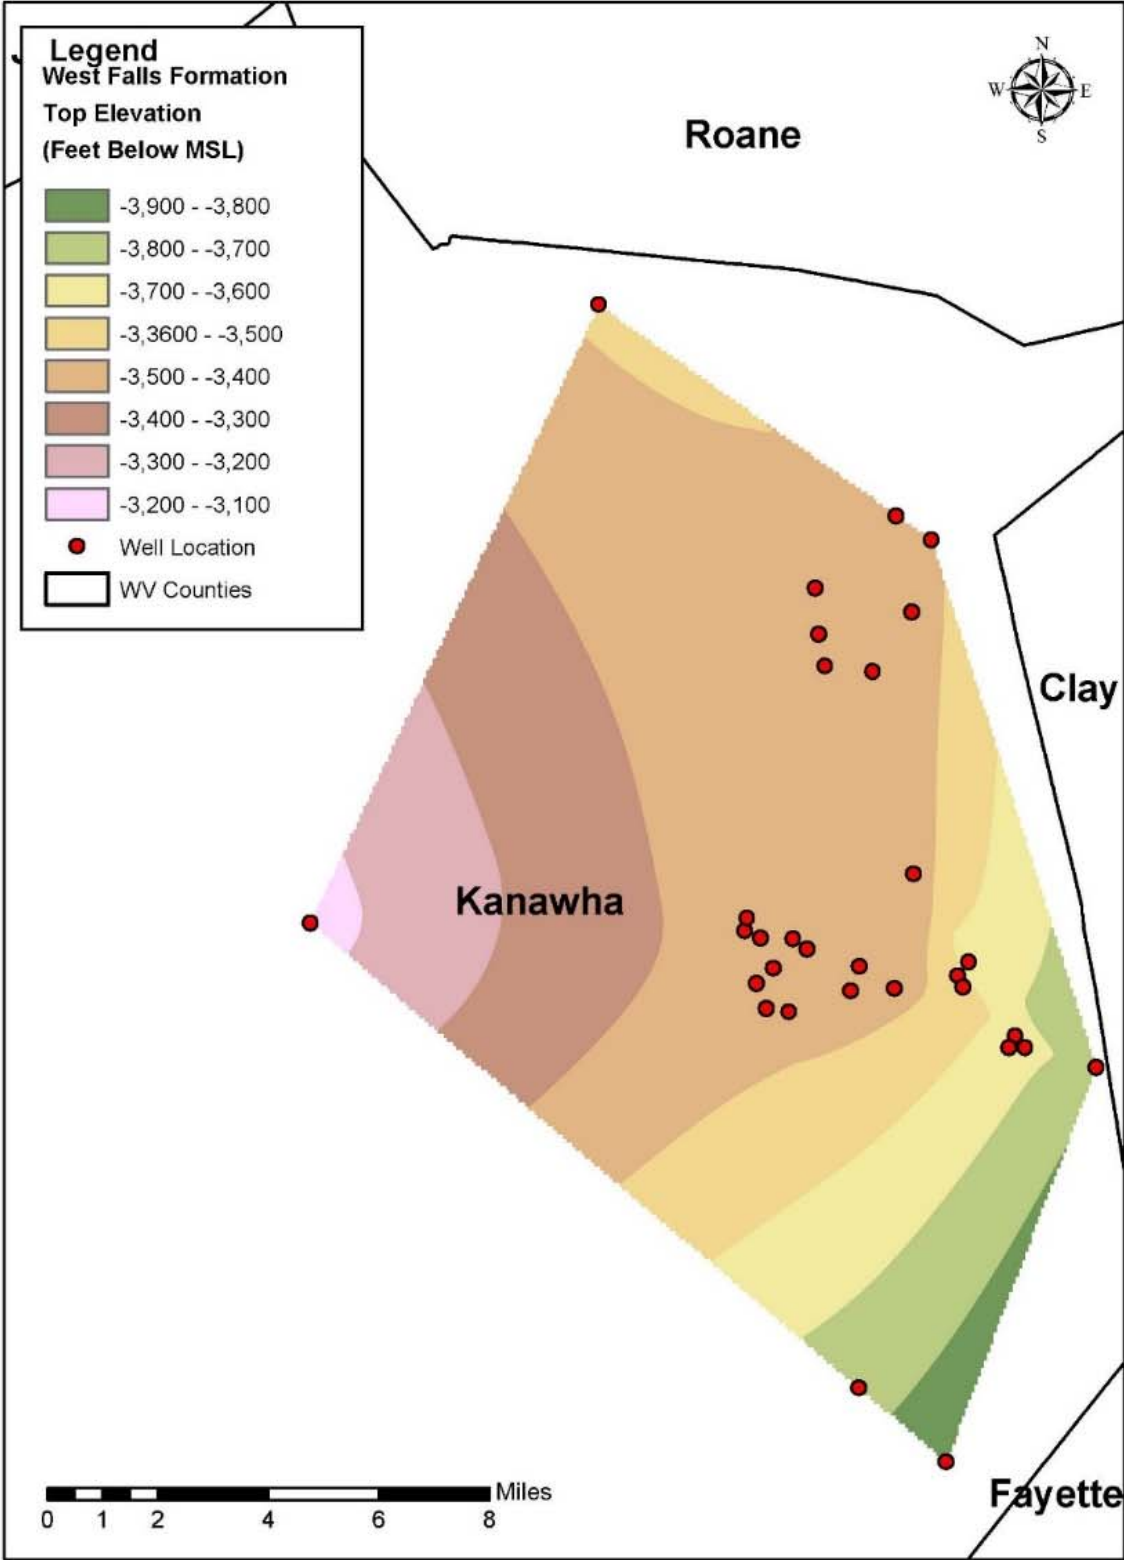 Legend
West Falls Formation
Top Elevation
(Feet Below MSL)
-3,900 - -3,800
-3,800 - -3,700
-3,700 - -3,600
-3,3600 - -3,500
-3,500 - -3,400
-3,400 - -3,300
-3,300 - -3,200
-3,200 - -3,100
Well Location
WV Counties
N
W E
S
Roane
Clay
Kanawha
Fayette
Miles
0 1 2 4 6 8